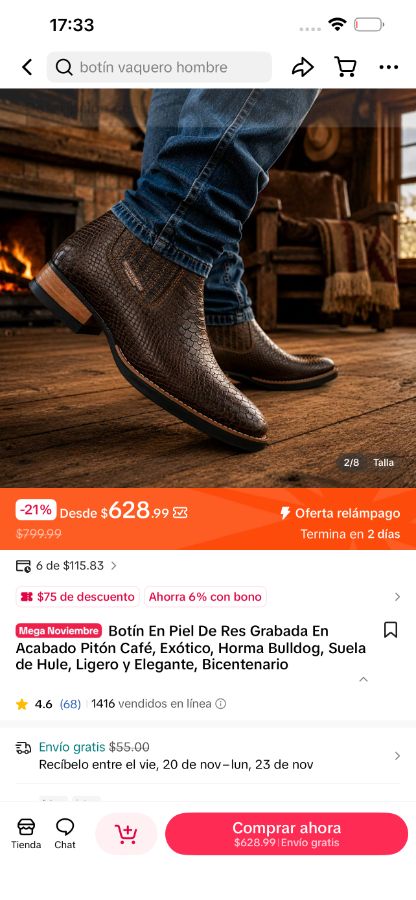 17:33
botín vaquero hombre
2/8 Talla
-21% Desde $628.99
Oferta relámpago
$799.99
Termina en 2 días
6 de $115.83
$75 de descuento
Ahorra 6% con bono
Mega Noviembre Botín En Piel De Res Grabada En
Acabado Pitón Café, Exótico, Horma Bulldog, Suela
de Hule, Ligero y Elegante, Bicentenario
4.6 (68) 1416 vendidos en línea
Envío gratis $55.00
Recíbelo entre el vie, 20 de nov–lun, 23 de nov
Tienda
Chat
Comprar ahora
$628.99 | Envío gratis